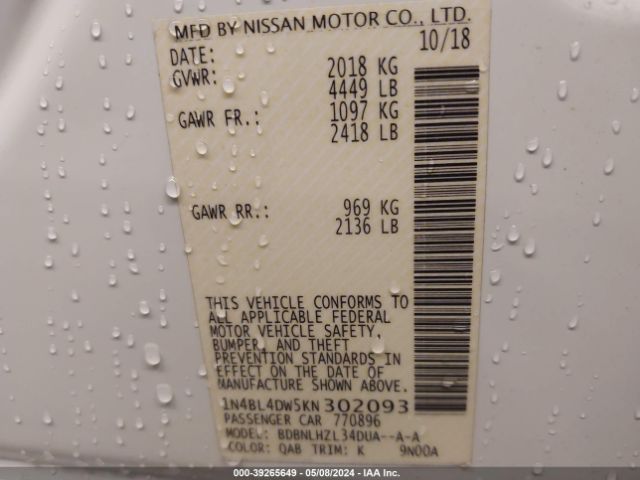 MFD BY NISSAN MOTOR CO., LTD.
DATE: 10/18
GVWR: 2018 KG
4449 LB
GAWR FR.: 1097 KG
2418 LB
GAWR RR.: 969 KG
2136 LB
THIS VEHICLE CONFORMS TO
ALL APPLICABLE FEDERAL
MOTOR VEHICLE SAFETY,
BUMPER, AND THEFT
PREVENTION STANDARDS IN
EFFECT ON THE DATE OF
MANUFACTURE SHOWN ABOVE.
1N4BL4DW5KN302093
PASSENGER CAR 770896
MODEL: BDBNLHZL34DUA--A-A
COLOR: QAB TRIM: K 9N00A
000-39265649 - 05/08/2024 - IAA Inc.